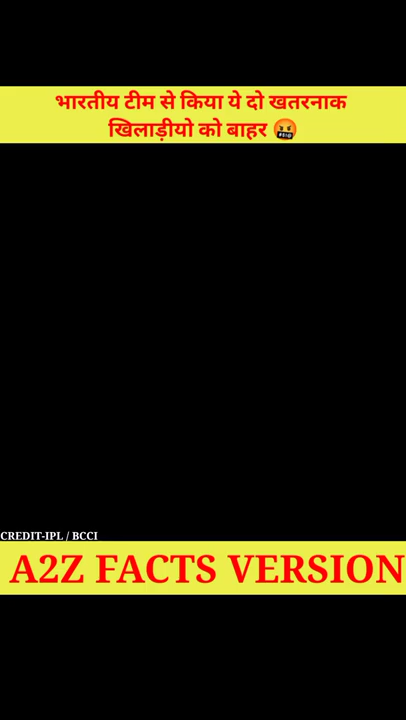 भारतीय टीम से किया ये दो खतरनाक
खिलाड़ीयो को बाहर 🤬
CREDIT-IPL / BCCI
A2Z FACTS VERSION